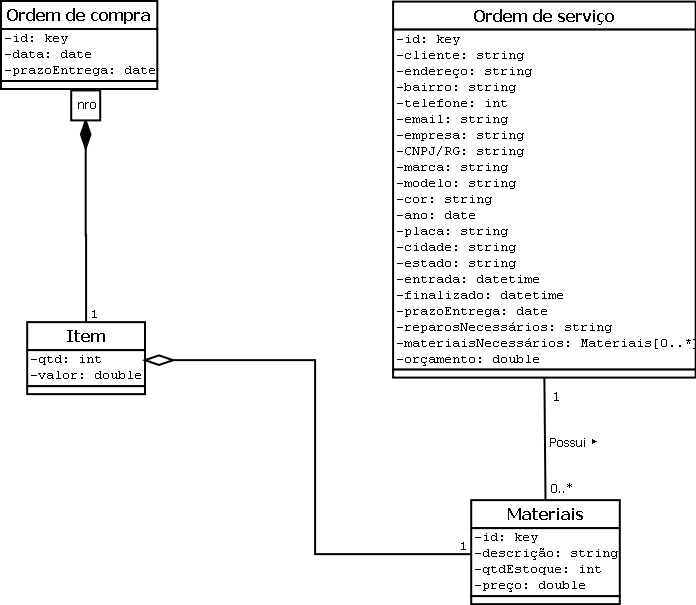 Ordem de compra
-id: key
-data: date
-prazoEntrega: date
nro
1
Item
-qtd: int
-valor: double
Ordem de serviço
-id: key
-cliente: string
-endereço: string
-bairro: string
-telefone: int
-email: string
-empresa: string
-CNPJ/RG: string
-marca: string
-modelo: string
-cor: string
-ano: date
-placa: string
-cidade: string
-estado: string
-entrada: datetime
-finalizado: datetime
-prazoEntrega: date
-reparosNecessários: string
-materiaisNecessários: Materiais[0..*]
-orçamento: double
1
Possui ►
0..*
1
Materiais
-id: key
-descrição: string
-qtdEstoque: int
-preço: double